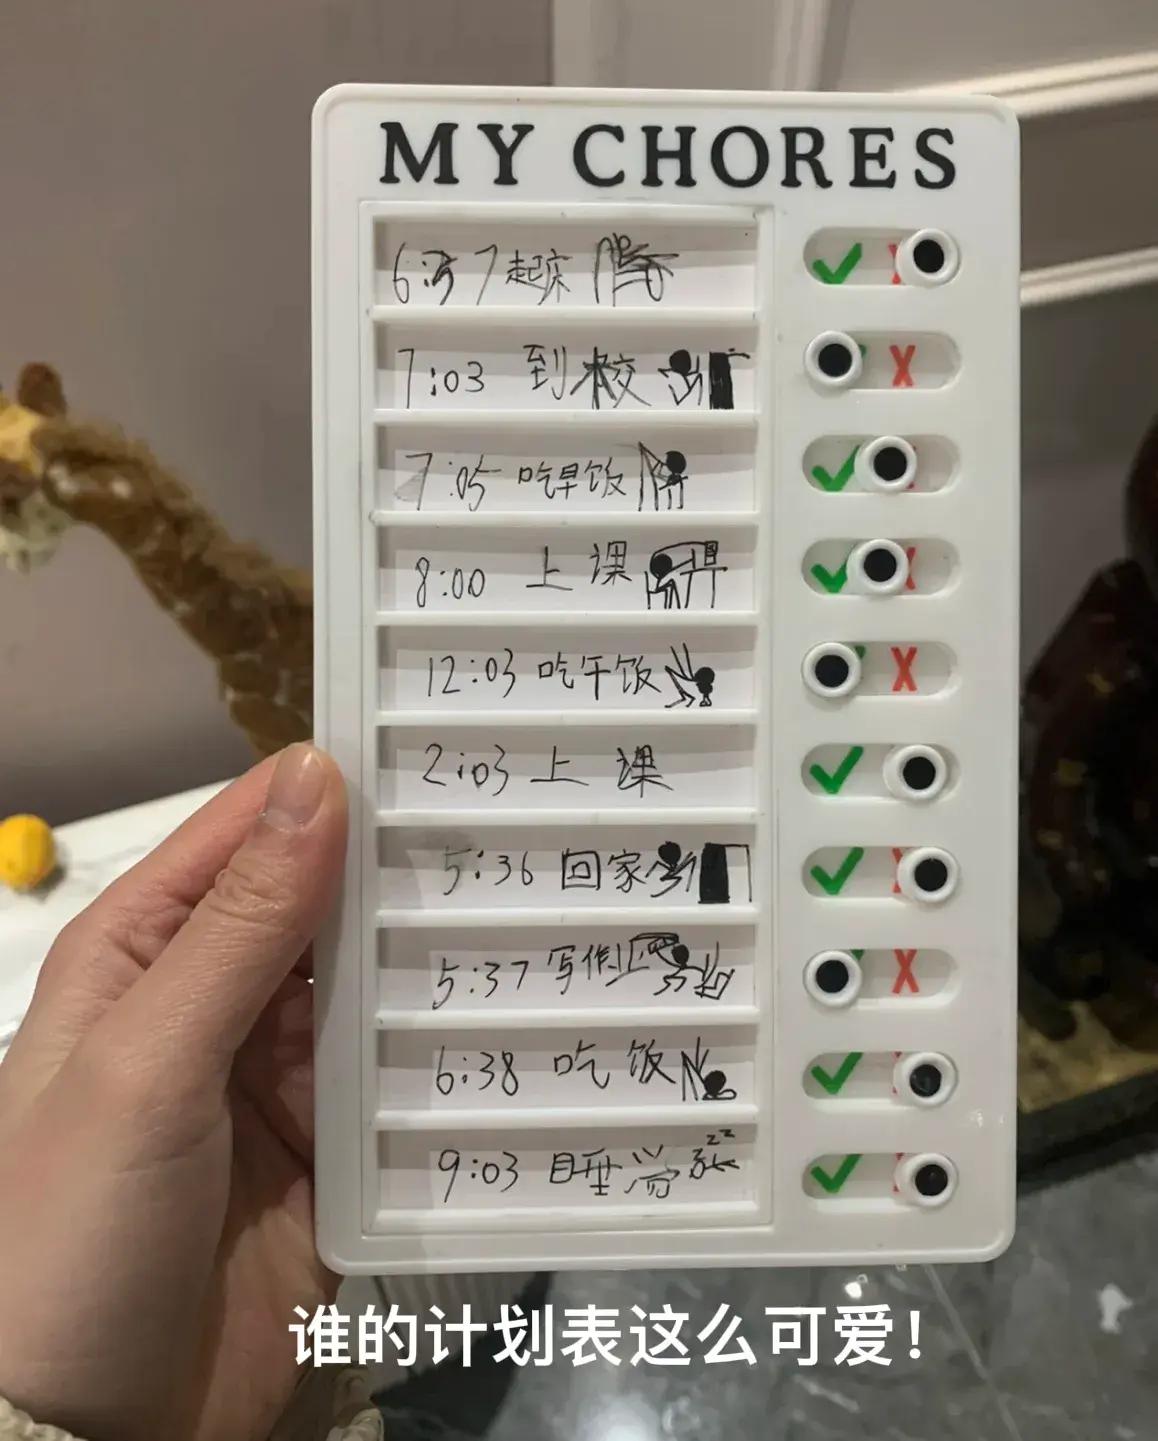 MY CHORES
6:37 起床
7:03 到校
7:05 吃早饭
8:00 上课
X
12:03 吃午饭
X
2:03 上课
5:36 回家
5:37 写作业
X
6:38 吃饭
9:03 睡觉 zz
谁的计划表这么可爱！